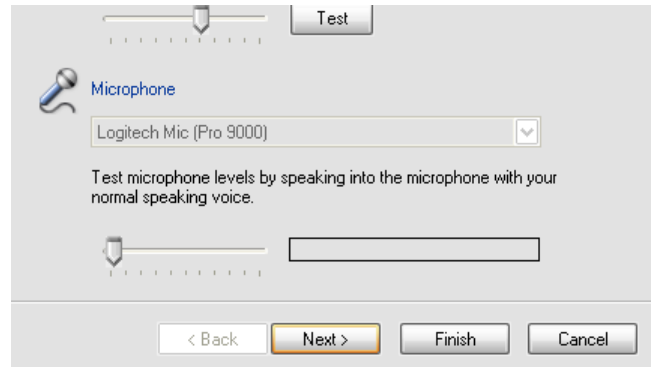 Test
Microphone
Logitech Mic (Pro 9000)
Test microphone levels by speaking into the microphone with your
normal speaking voice.
< Back Next > Finish Cancel